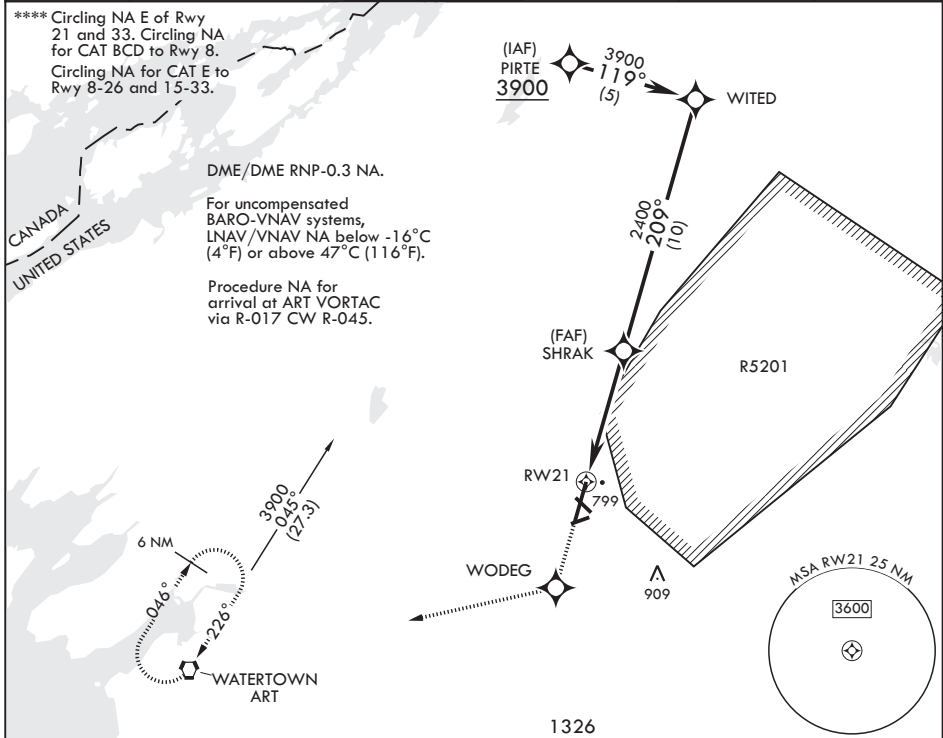 **** Circling NA E of Rwy
21 and 33. Circling NA
for CAT BCD to Rwy 8.
Circling NA for CAT E to
Rwy 8-26 and 15-33.
(IAF)
PIRTE
3900
3900
119°
(5)
WITED
DME/DME RNP-0.3 NA.
For uncompensated
BARO-VNAV systems,
LNAV/VNAV NA below -16°C
(4°F) or above 47°C (116°F).
Procedure NA for
arrival at ART VORTAC
via R-017 CW R-045.
CANADA
UNITED STATES
2400
209°
(10)
(FAF)
SHRAK
R5201
RW21
799
3900
045°
(27.3)
6 NM
046°
226°
WATERTOWN
ART
WODEG
909
MSA RW21 25 NM
3600
1326